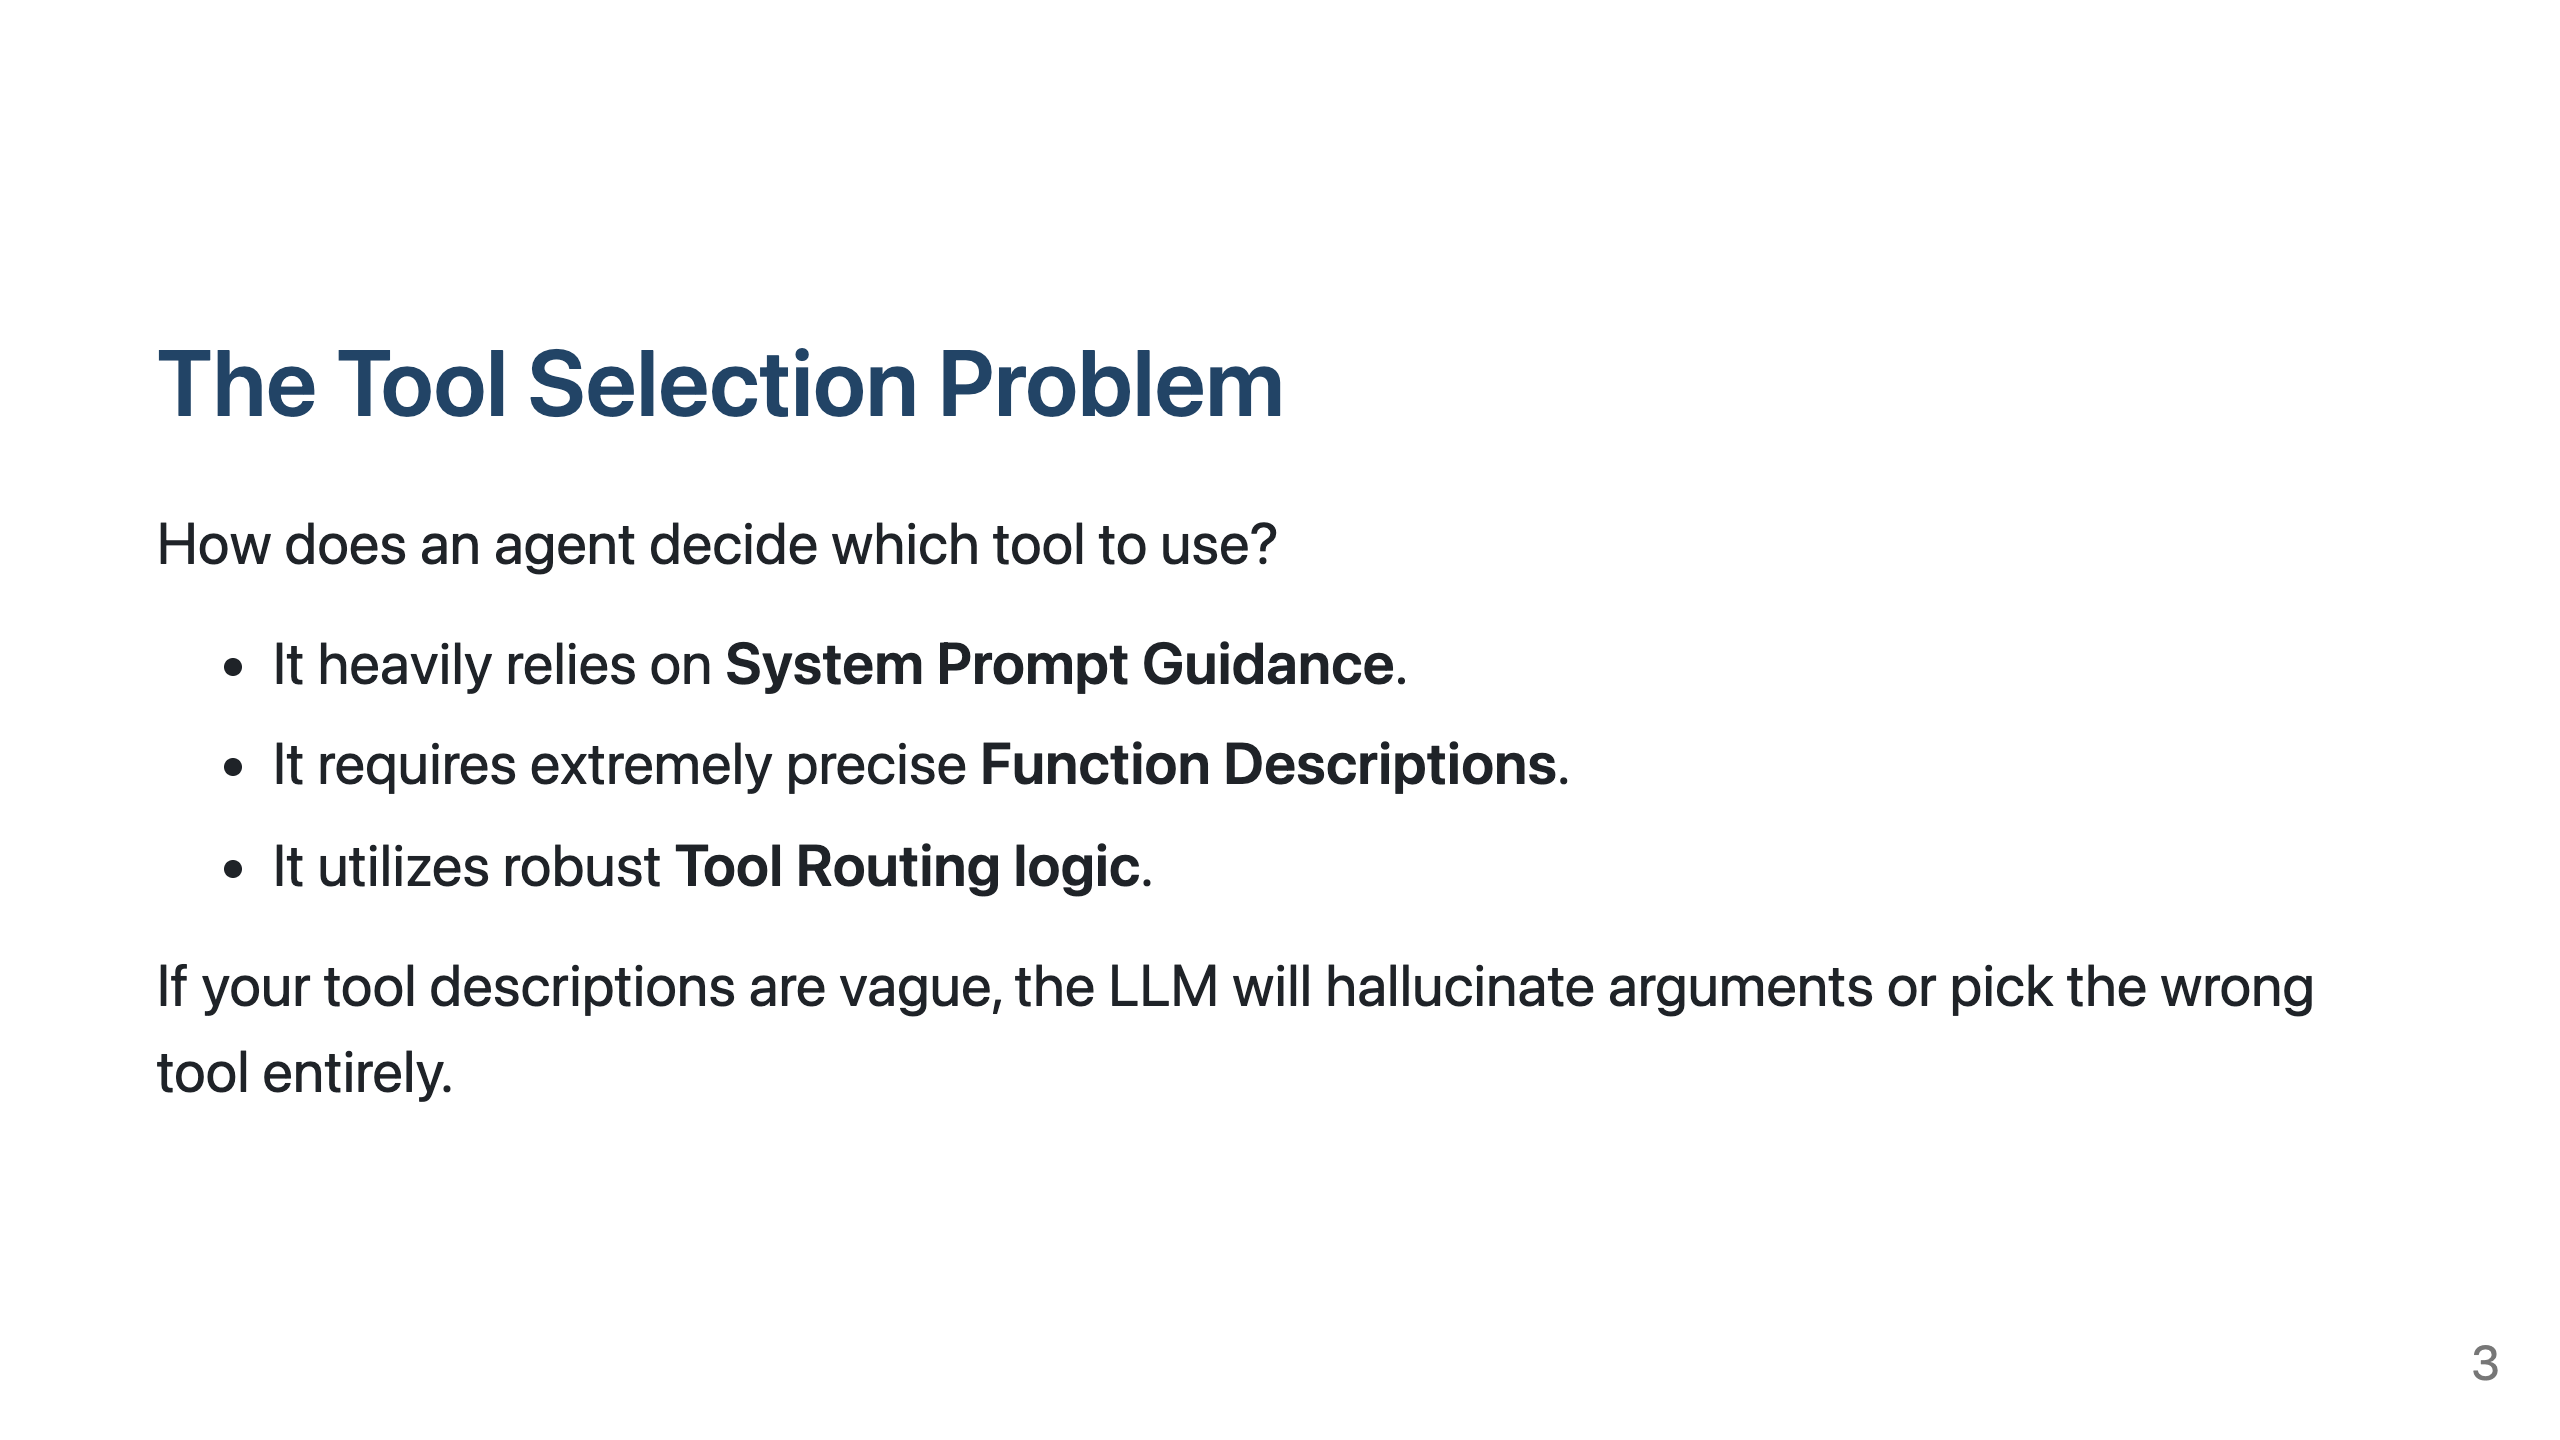 The Tool Selection Problem
How does an agent decide which tool to use?
• It heavily relies on System Prompt Guidance.
• It requires extremely precise Function Descriptions.
• It utilizes robust Tool Routing logic.
If your tool descriptions are vague, the LLM will hallucinate arguments or pick the wrong
tool entirely.
3